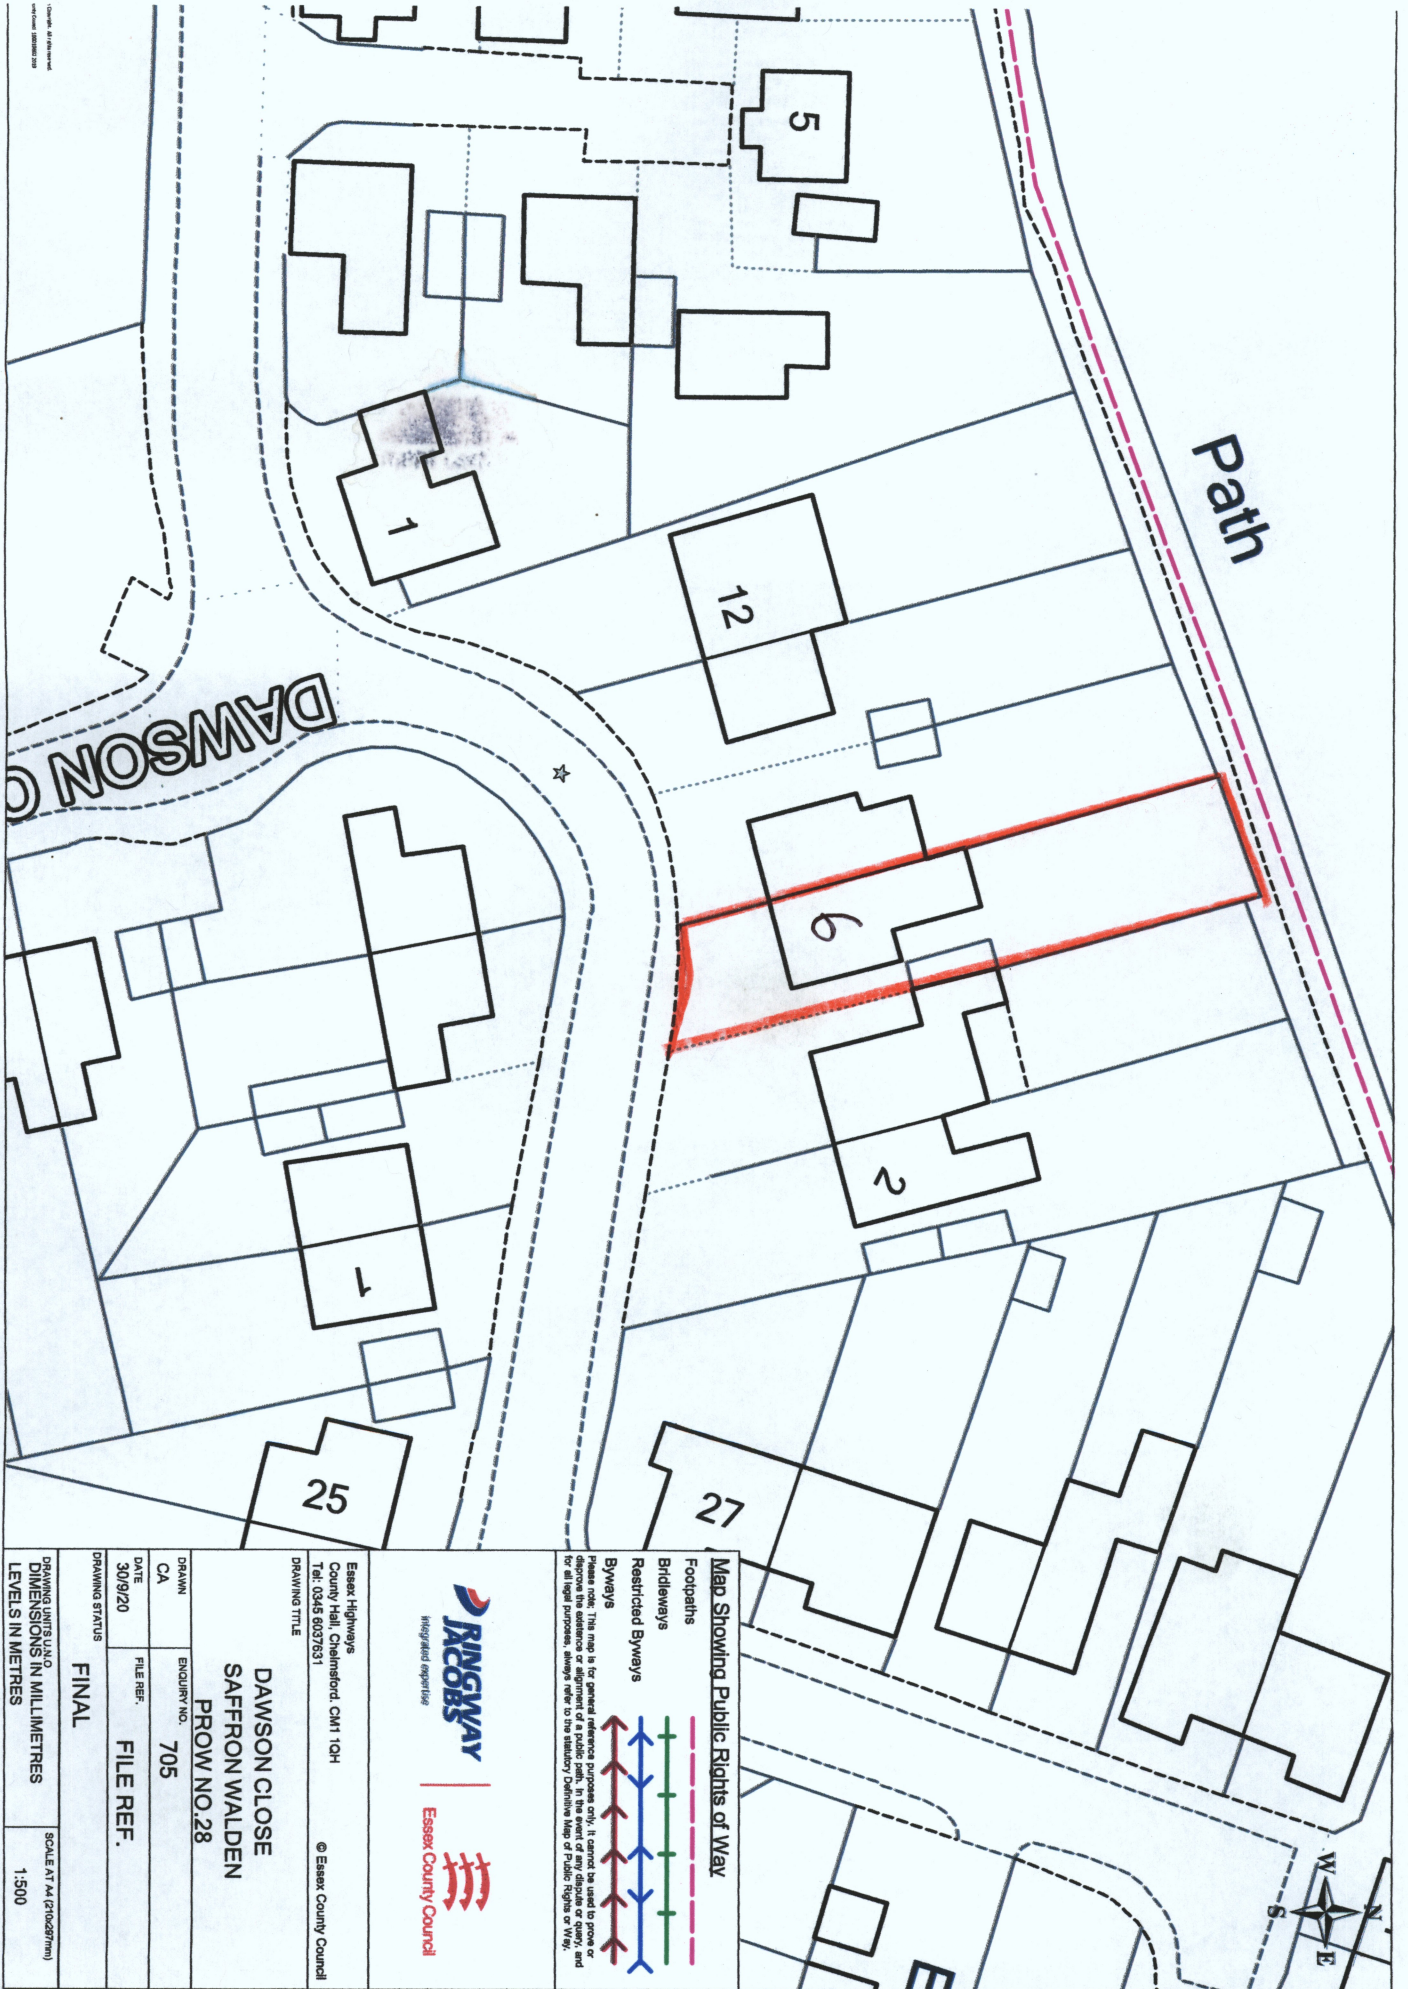 Path
5
1
12
DAWSON C
6
2
1
25
27
E
N
W
E
S
Map Showing Public Rights of Way
Footpaths
Bridleways
Restricted Byways
Byways
Please note: This map is for general reference purposes only. It cannot be used to prove or
disprove the existence or alignment of a public path. In the event of any dispute or query, and
for all legal purposes, always refer to the statutory Definitive Map of Public Rights or Way.
RINGWAY
JACOBS
integrated expertise
Essex County Council
Essex Highways
County Hall, Chelmsford. CM1 1QH
Tel: 0345 6037631
© Essex County Council
DRAWING TITLE
DAWSON CLOSE
SAFFRON WALDEN
PROW NO.28
DRAWN
CA
ENQUIRY NO.
705
DATE
30/9/20
FILE REF.
FILE REF.
DRAWING STATUS
FINAL
DRAWING UNITS U.N.O
DIMENSIONS IN MILLIMETRES
LEVELS IN METRES
SCALE AT A4 (210x297mm)
1:500
Copyright. All rights reserved.